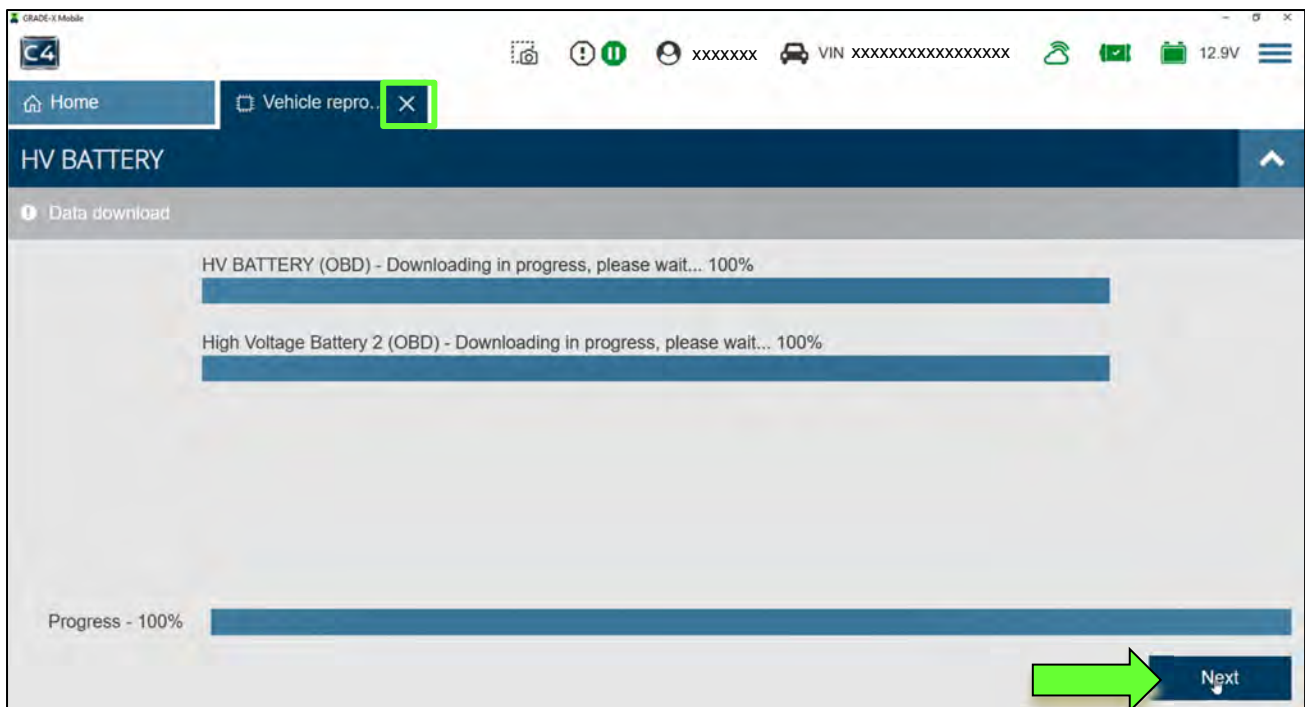 GRADE-X Mobile
C4 xxxxxxx VIN xxxxxxxxxxxxxxxxx 12.9V
Home Vehicle repro..
HV BATTERY
Data download
HV BATTERY (OBD) - Downloading in progress, please wait... 100%
High Voltage Battery 2 (OBD) - Downloading in progress, please wait... 100%
Progress - 100%
Next